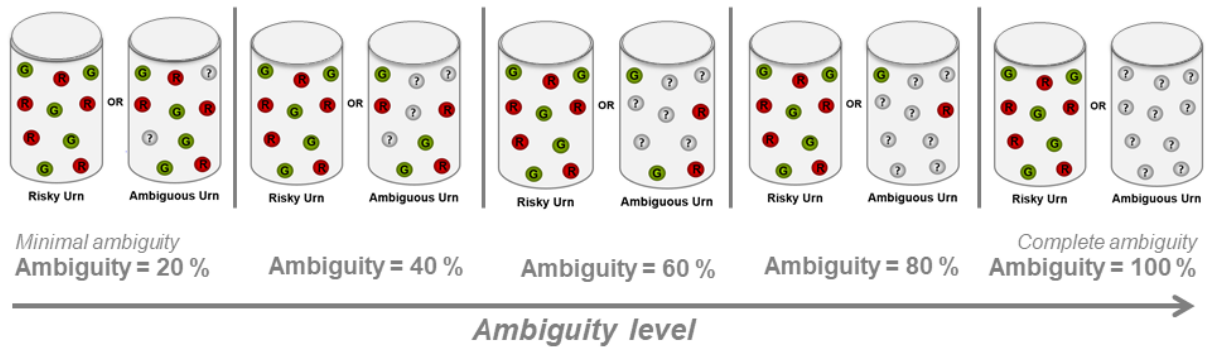 G R G G R ? G R G G ? ? G R G G ? ? G R G G ? ? G R G ? ? ?
R G R OR R G R R G R OR R ? R R G R OR ? ? R R G R OR ? ? R R G R OR ? ? ?
R G ? G R G ? G R G ? ? R G ? ? R G ? ?
G R G R G R G R G R G R G R ? ? G R ? ?
Risky Urn Ambiguous Urn Risky Urn Ambiguous Urn Risky Urn Ambiguous Urn Risky Urn Ambiguous Urn Risky Urn Ambiguous Urn
Minimal ambiguity Complete ambiguity
Ambiguity = 20 % Ambiguity = 40 % Ambiguity = 60 % Ambiguity = 80 % Ambiguity = 100 %
Ambiguity level